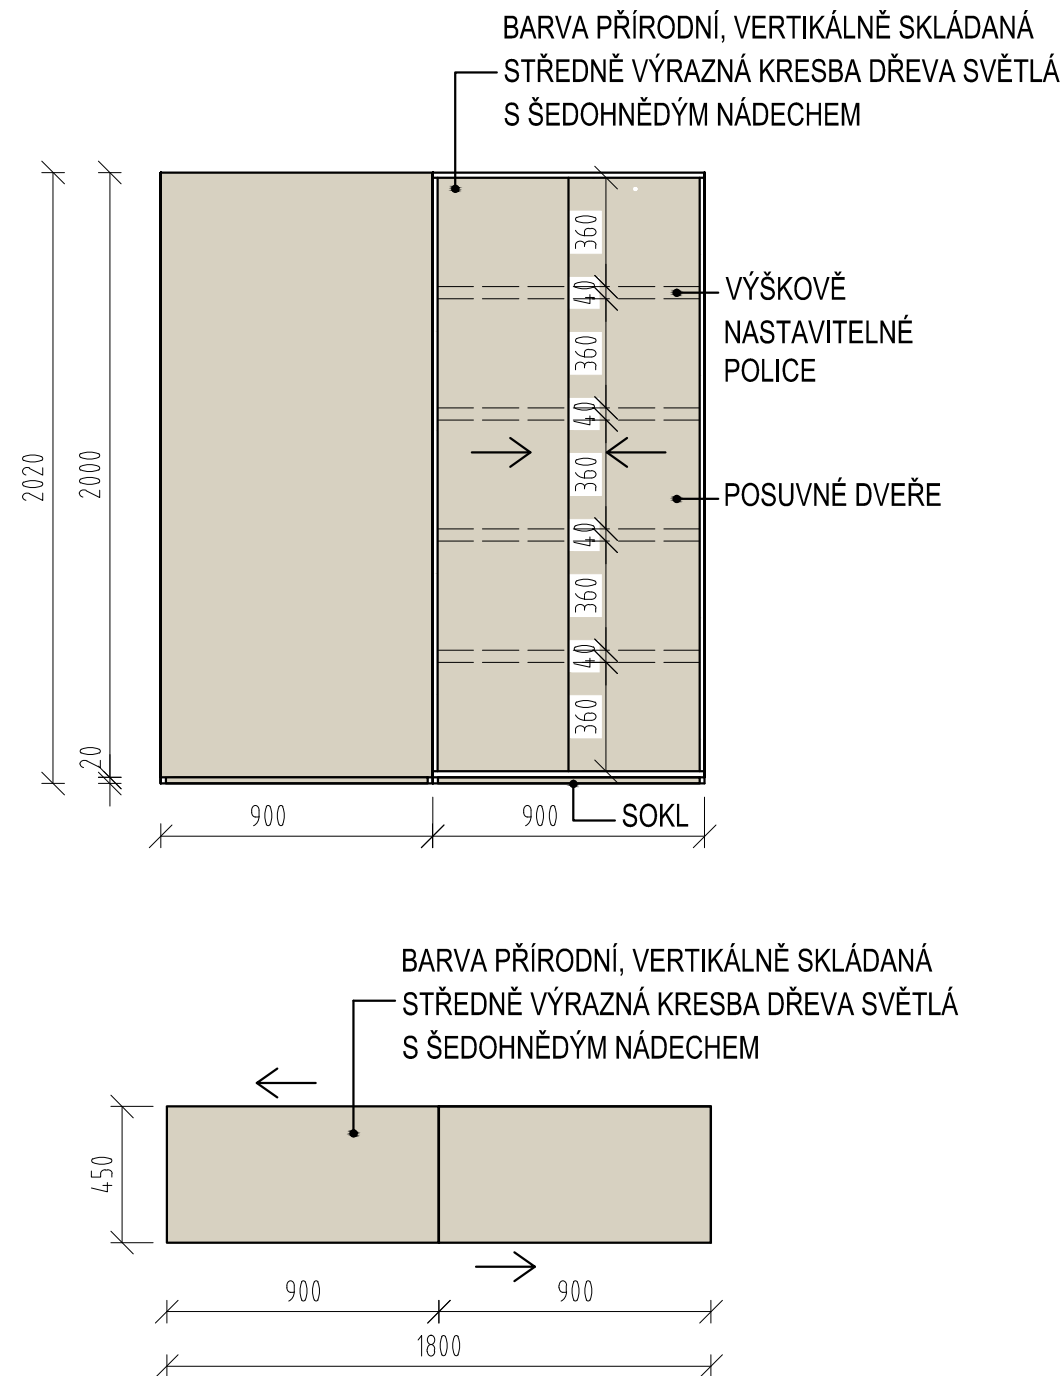 BARVA PŘÍRODNÍ, VERTIKÁLNĚ SKLÁDANÁ
STŘEDNĚ VÝRAZNÁ KRESBA DŘEVA SVĚTLÁ
S ŠEDOHNĚDÝM NÁDECHEM
360
40
VÝŠKOVĚ
NASTAVITELNÉ
POLICE
360
40
2020
2000
360
POSUVNÉ DVEŘE
40
360
40
360
20
900
900
SOKL
BARVA PŘÍRODNÍ, VERTIKÁLNĚ SKLÁDANÁ
STŘEDNĚ VÝRAZNÁ KRESBA DŘEVA SVĚTLÁ
S ŠEDOHNĚDÝM NÁDECHEM
450
900
900
1800